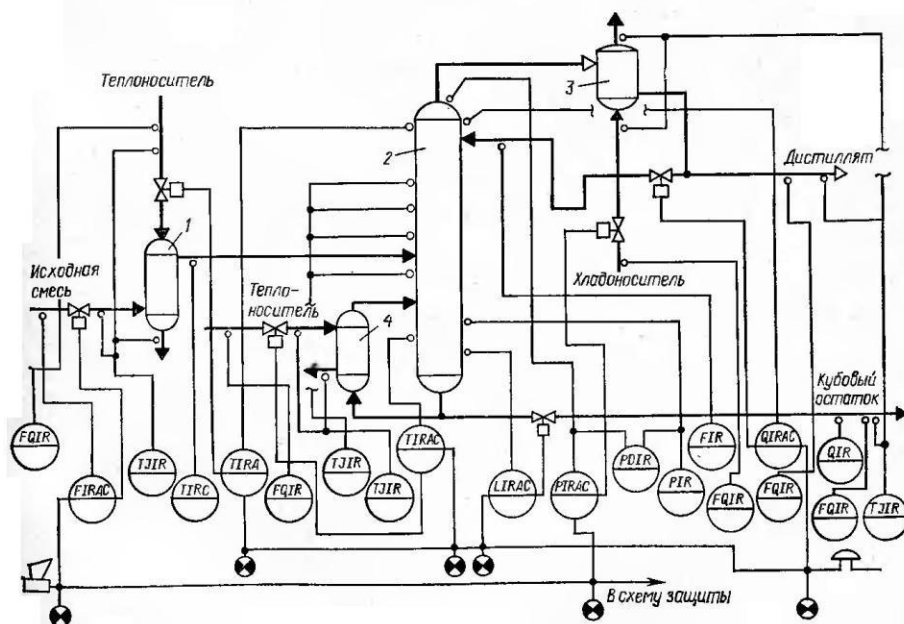 Теплоноситель
3
2
Дистиллят
1
Исходная
смесь
Тепло-
носитель
Хладоноситель
4
Кубовый
остаток
FQIR
FIRAC
TJIR
TIRC
TIRA
FQIR
TJIR
TJIR
TIRAC
LIRAC
PIRAC
PDIR
PIR
FIR
FQIR
QIRAC
FQIR
QIR
FQIR
TJIR
В схему защиты